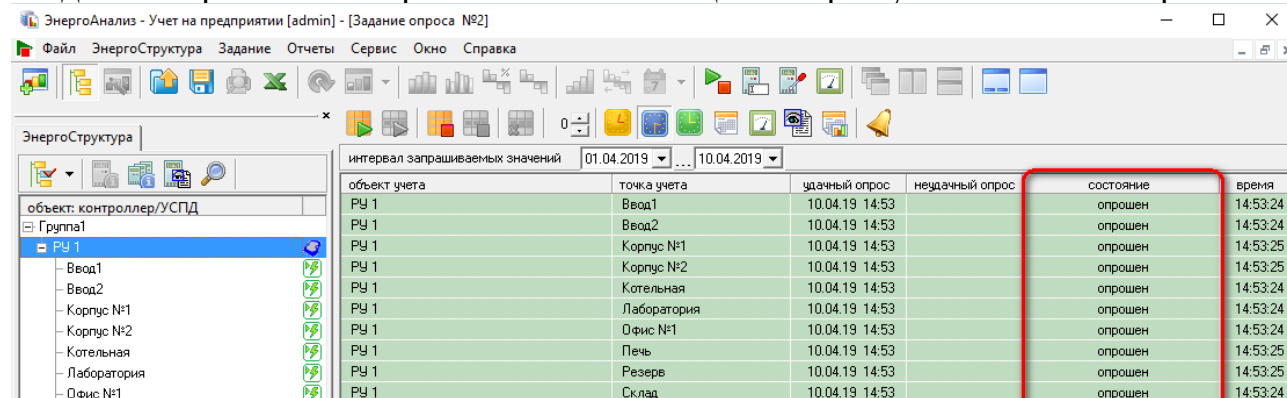 ЭнергоАнализ - Учет на предприятии [admin] - [Задание опроса №2]
Файл ЭнергоСтруктура Задание Отчеты Сервис Окно Справка
ЭнергоСтруктура
интервал запрашиваемых значений 01.04.2019 ... 10.04.2019
объект учета точка учета удачный опрос неудачный опрос состояние время
объект: контроллер/УСПД
РУ 1 Ввод1 10.04.19 14:53 опрошен 14:53:24
Группа1
РУ 1 Ввод2 10.04.19 14:53 опрошен 14:53:24
РУ 1
РУ 1 Корпус №1 10.04.19 14:53 опрошен 14:53:25
Ввод1
РУ 1 Корпус №2 10.04.19 14:53 опрошен 14:53:25
Ввод2
РУ 1 Котельная 10.04.19 14:53 опрошен 14:53:24
Корпус №1
РУ 1 Лаборатория 10.04.19 14:53 опрошен 14:53:24
Корпус №2
РУ 1 Офис №1 10.04.19 14:53 опрошен 14:53:24
Котельная
РУ 1 Печь 10.04.19 14:53 опрошен 14:53:25
Лаборатория
РУ 1 Резерв 10.04.19 14:53 опрошен 14:53:25
Офис №1
РУ 1 Склад 10.04.19 14:53 опрошен 14:53:24